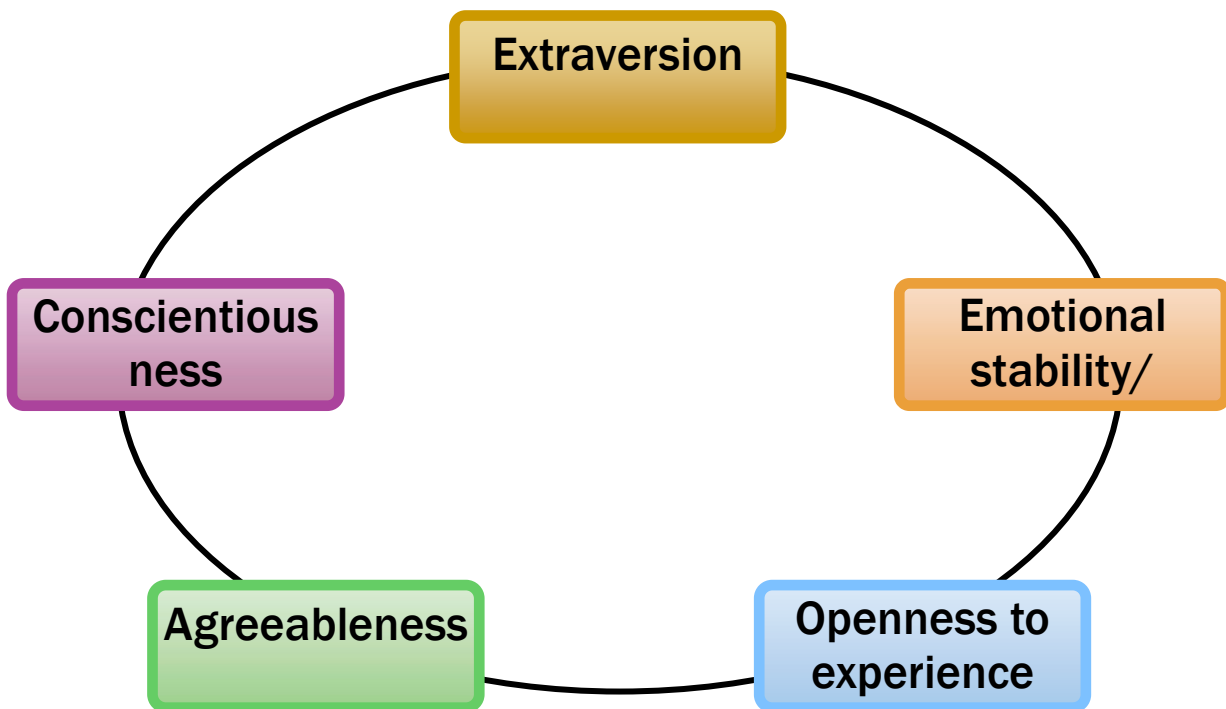 Extraversion
Conscientious
ness
Emotional
stability/
Agreeableness
Openness to
experience